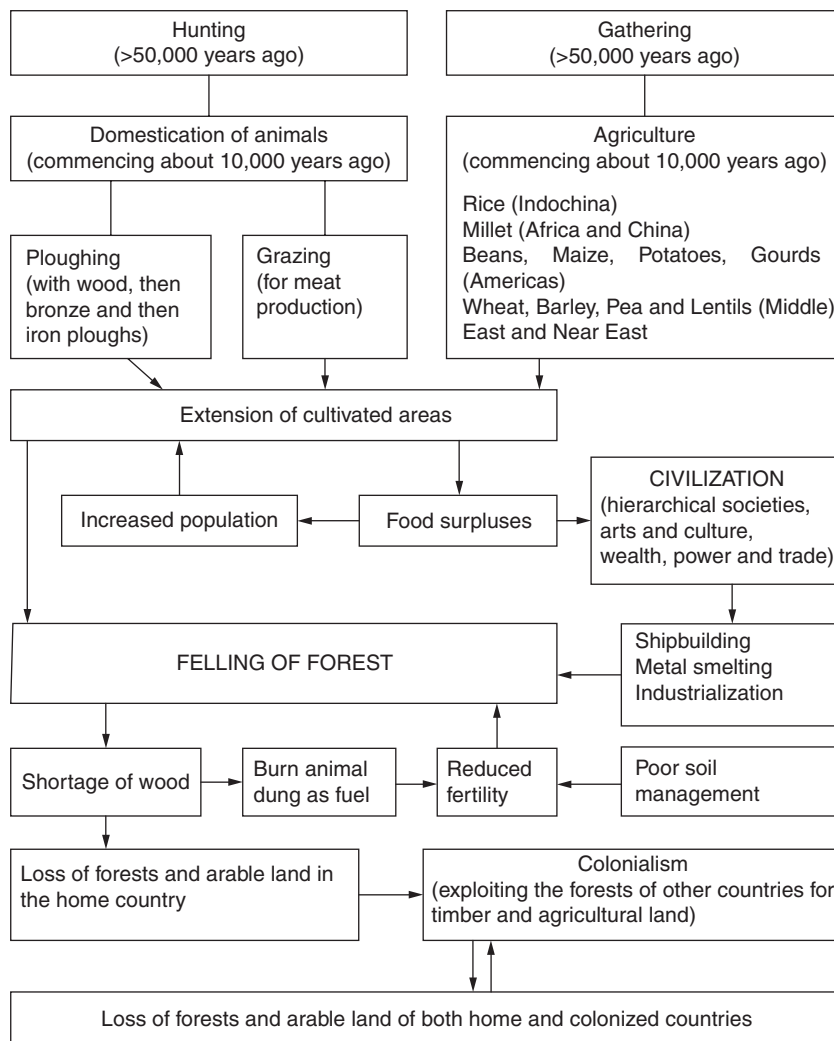 Hunting
(>50,000 years ago)
Gathering
(>50,000 years ago)
Domestication of animals
(commencing about 10,000 years ago)
Agriculture
(commencing about 10,000 years ago)
Rice (Indochina)
Millet (Africa and China)
Beans, Maize, Potatoes, Gourds
(Americas)
Wheat, Barley, Pea and Lentils (Middle)
East and Near East
Ploughing
(with wood, then
bronze and then
iron ploughs)
Grazing
(for meat
production)
Extension of cultivated areas
Increased population
Food surpluses
CIVILIZATION
(hierarchical societies,
arts and culture,
wealth, power and trade)
FELLING OF FOREST
Shipbuilding
Metal smelting
Industrialization
Shortage of wood
Burn animal
dung as fuel
Reduced
fertility
Poor soil
management
Loss of forests and arable land in
the home country
Colonialism
(exploiting the forests of other countries for
timber and agricultural land)
Loss of forests and arable land of both home and colonized countries